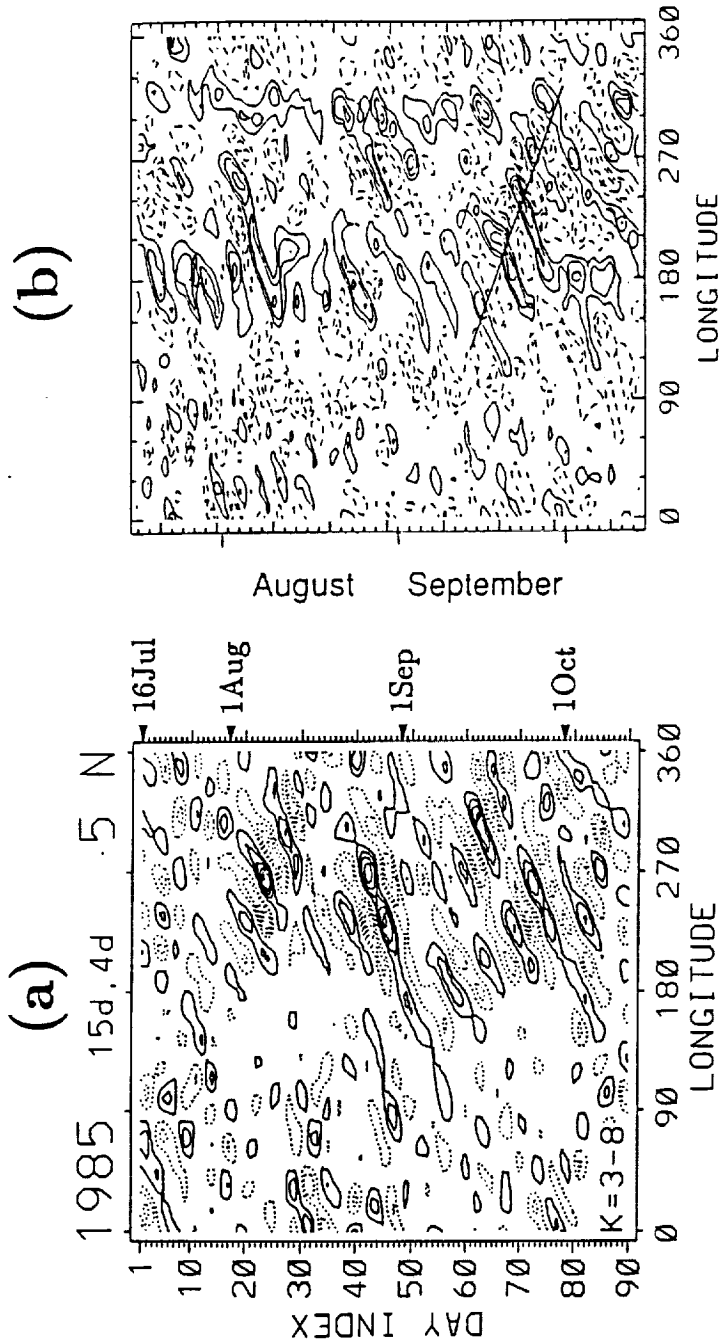 (a)
1985 15d,4d 5 N
DAY INDEX
1
10
20
30
40
50
60
70
80
90
16Jul
1Aug
1Sep
1Oct
K=3-8
0 90 180 270 360
LONGITUDE
(b)
August September
0 90 180 270 360
LONGITUDE